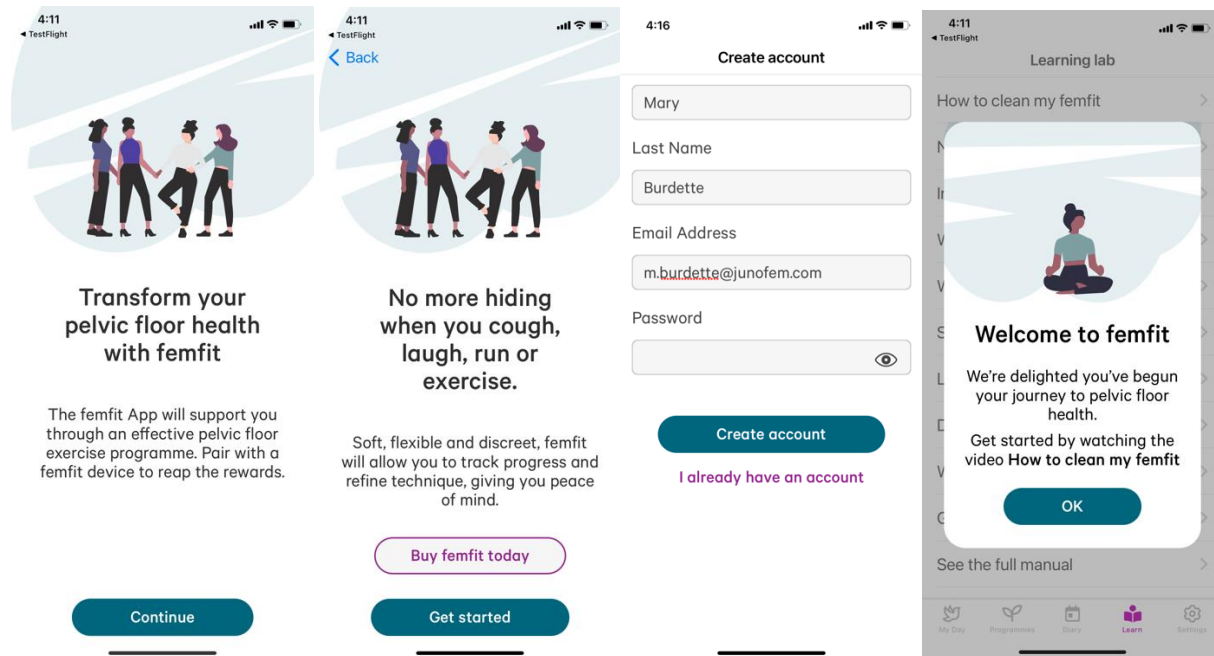 4:11
◀ TestFlight
Transform your
pelvic floor health
with femfit
The femfit App will support you
through an effective pelvic floor
exercise programme. Pair with a
femfit device to reap the rewards.
Continue
4:11
◀ TestFlight
Back
No more hiding
when you cough,
laugh, run or
exercise.
Soft, flexible and discreet, femfit
will allow you to track progress and
refine technique, giving you peace
of mind.
Buy femfit today
Get started
4:16
Create account
Mary
Last Name
Burdette
Email Address
m.burdette@junofem.com
Password
Create account
I already have an account
4:11
◀ TestFlight
Learning lab
How to clean my femfit
Welcome to femfit
We're delighted you've begun
your journey to pelvic floor
health.
Get started by watching the
video How to clean my femfit
OK
See the full manual
My Day Programmes Diary Learn Settings